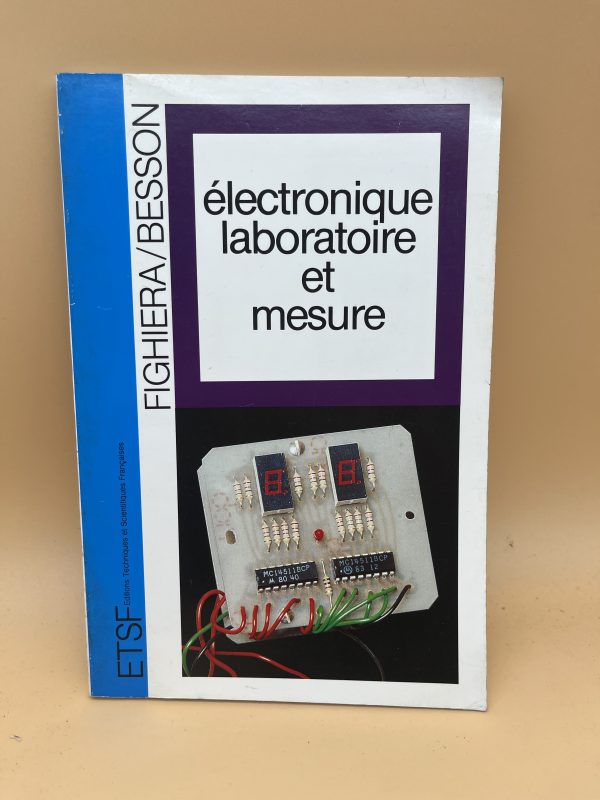 FIGHIERA/BESSON
électronique
laboratoire
et
mesure
MC14511BCP
M 80 40
MC14511BCP
M 83 12
ETSF Editions Techniques et Scientifiques Françaises